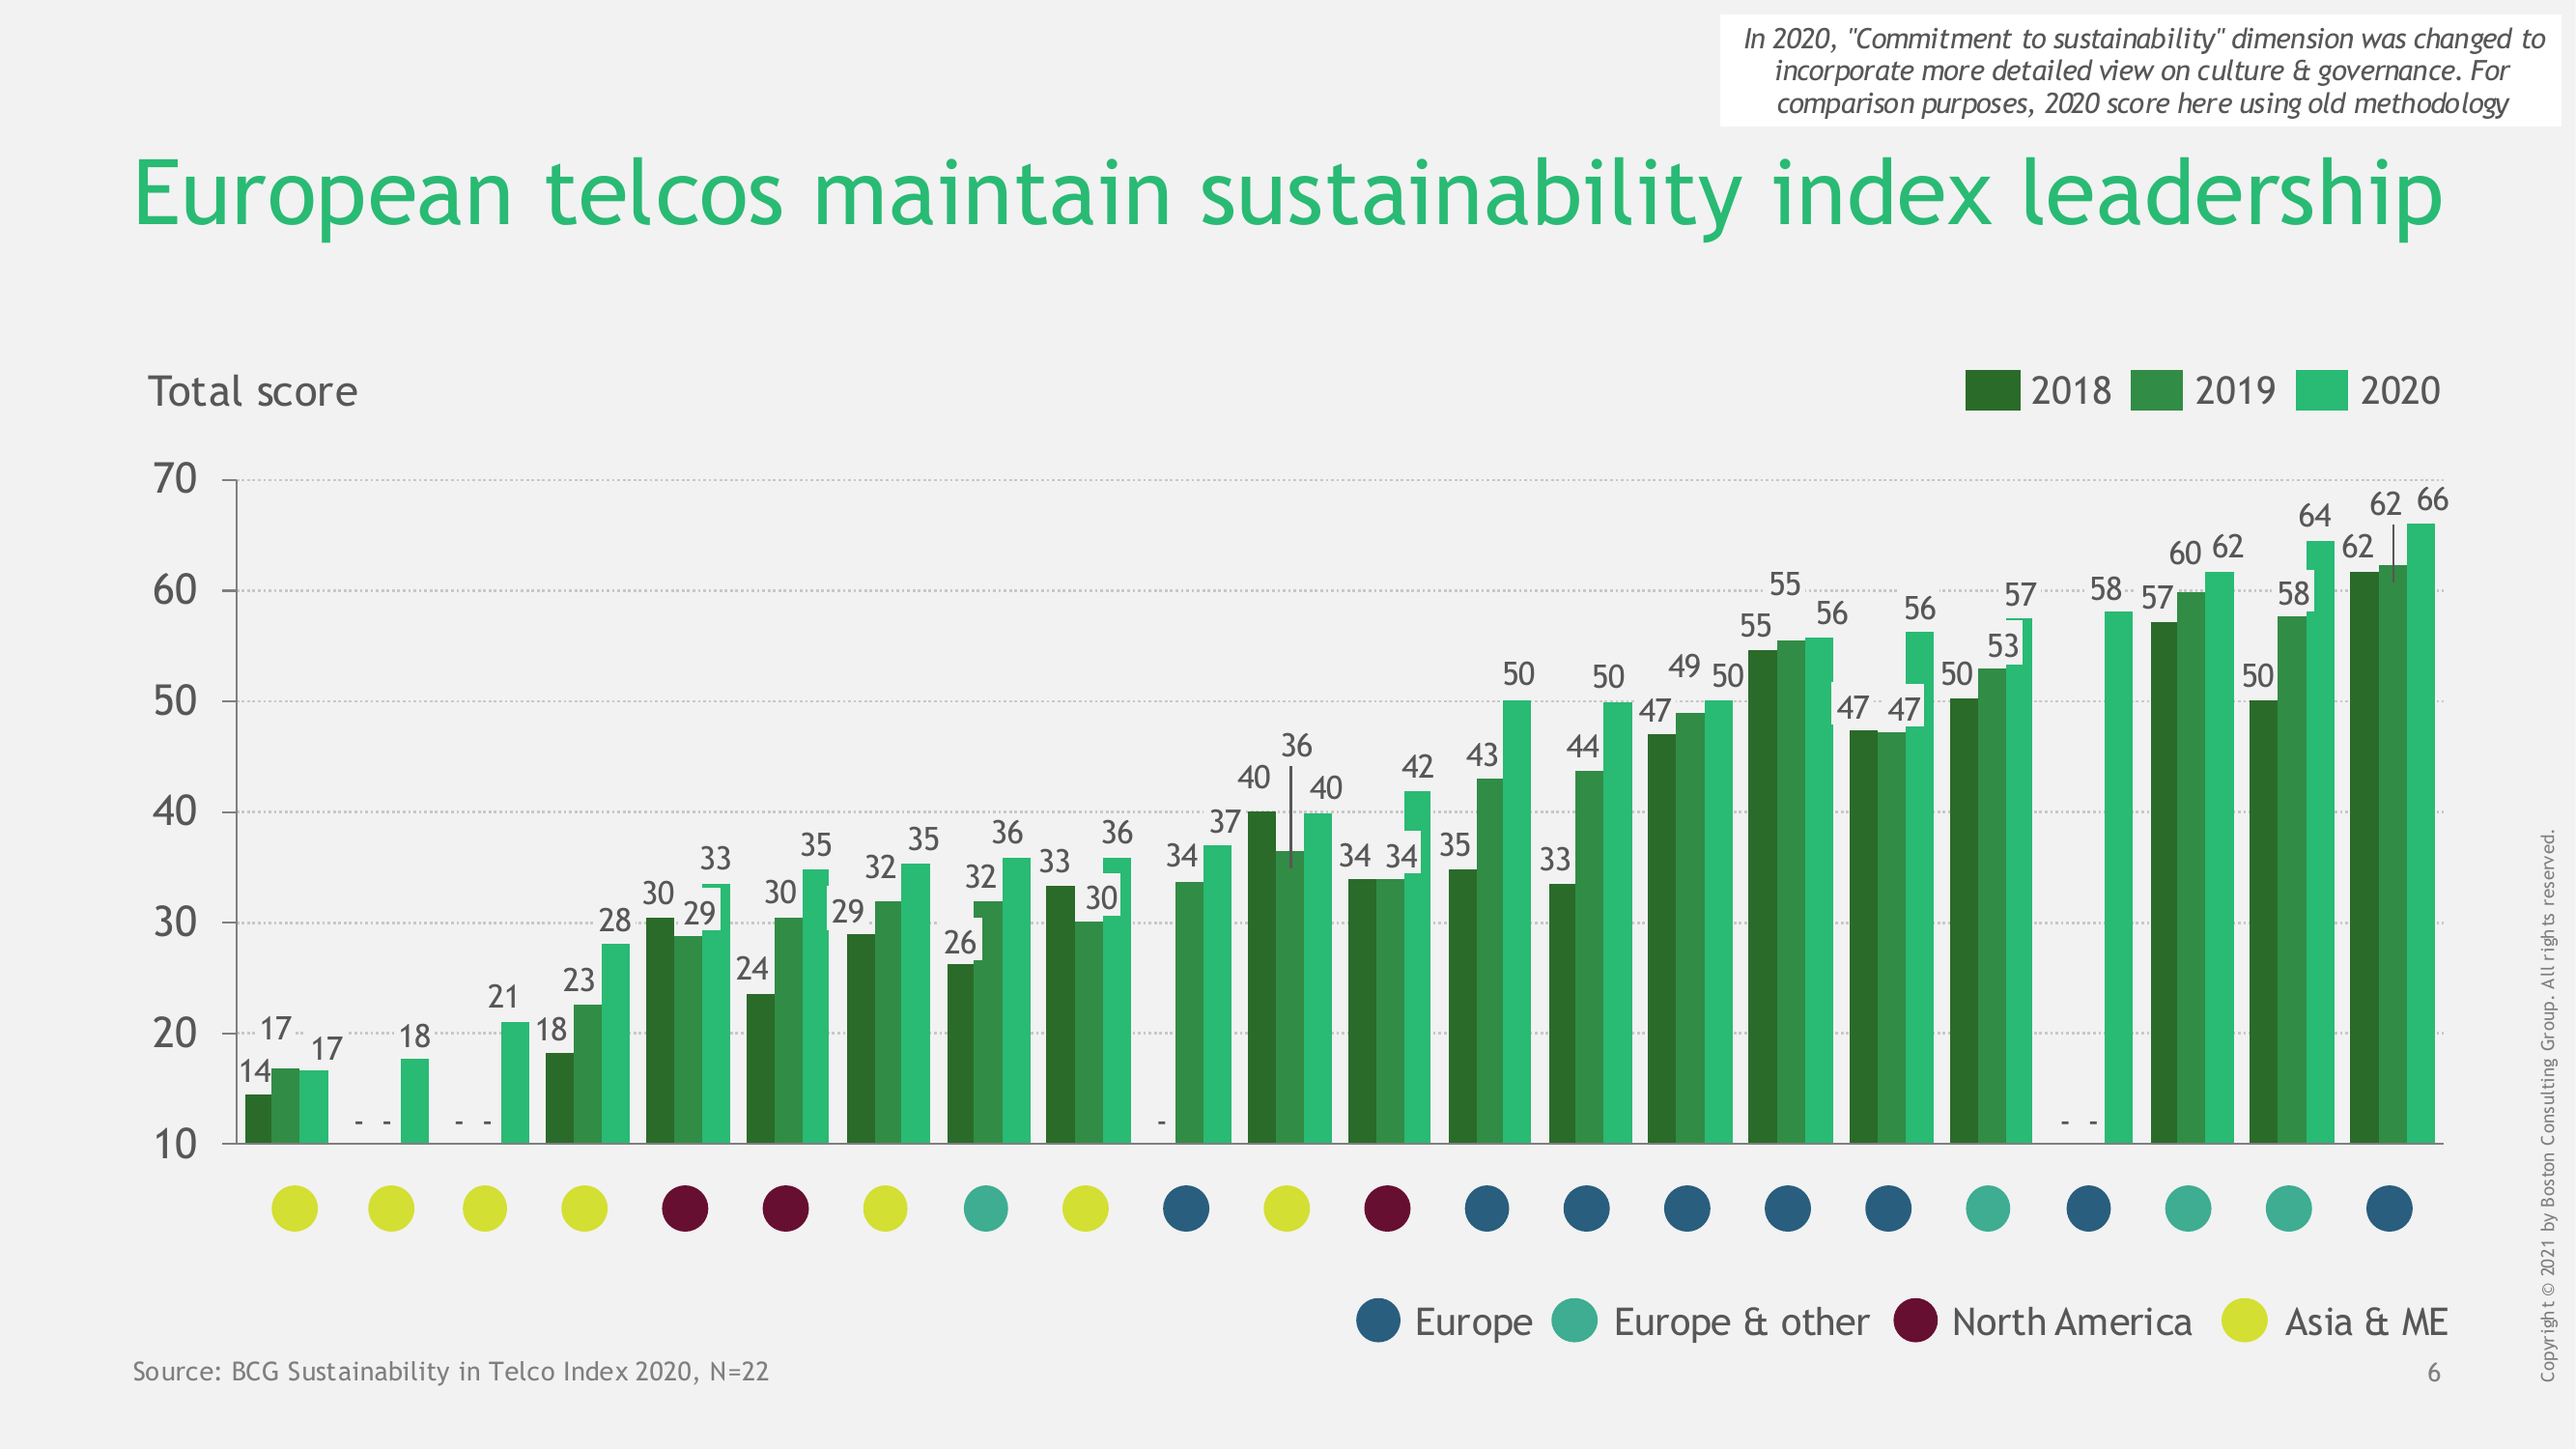 In 2020, "Commitment to sustainability" dimension was changed to
incorporate more detailed view on culture & governance. For
comparison purposes, 2020 score here using old methodology
European telcos maintain sustainability index leadership
Total score
2018 2019 2020
70
60
50
40
30
20
10
14 17 17
- - 18
- - 21
18 23 28
30 29 33
24 30 35
29 32 35
26 32 36
33 30 36
- 34 37
40 36 40
34 34 42
35 43 50
33 44 50
47 49 50
55 55 56
47 47 56
50 53 57
- - 58
57 60 62
50 58 64
62 62 66
Europe Europe & other North America Asia & ME
Source: BCG Sustainability in Telco Index 2020, N=22
6
Copyright © 2021 by Boston Consulting Group. All rights reserved.